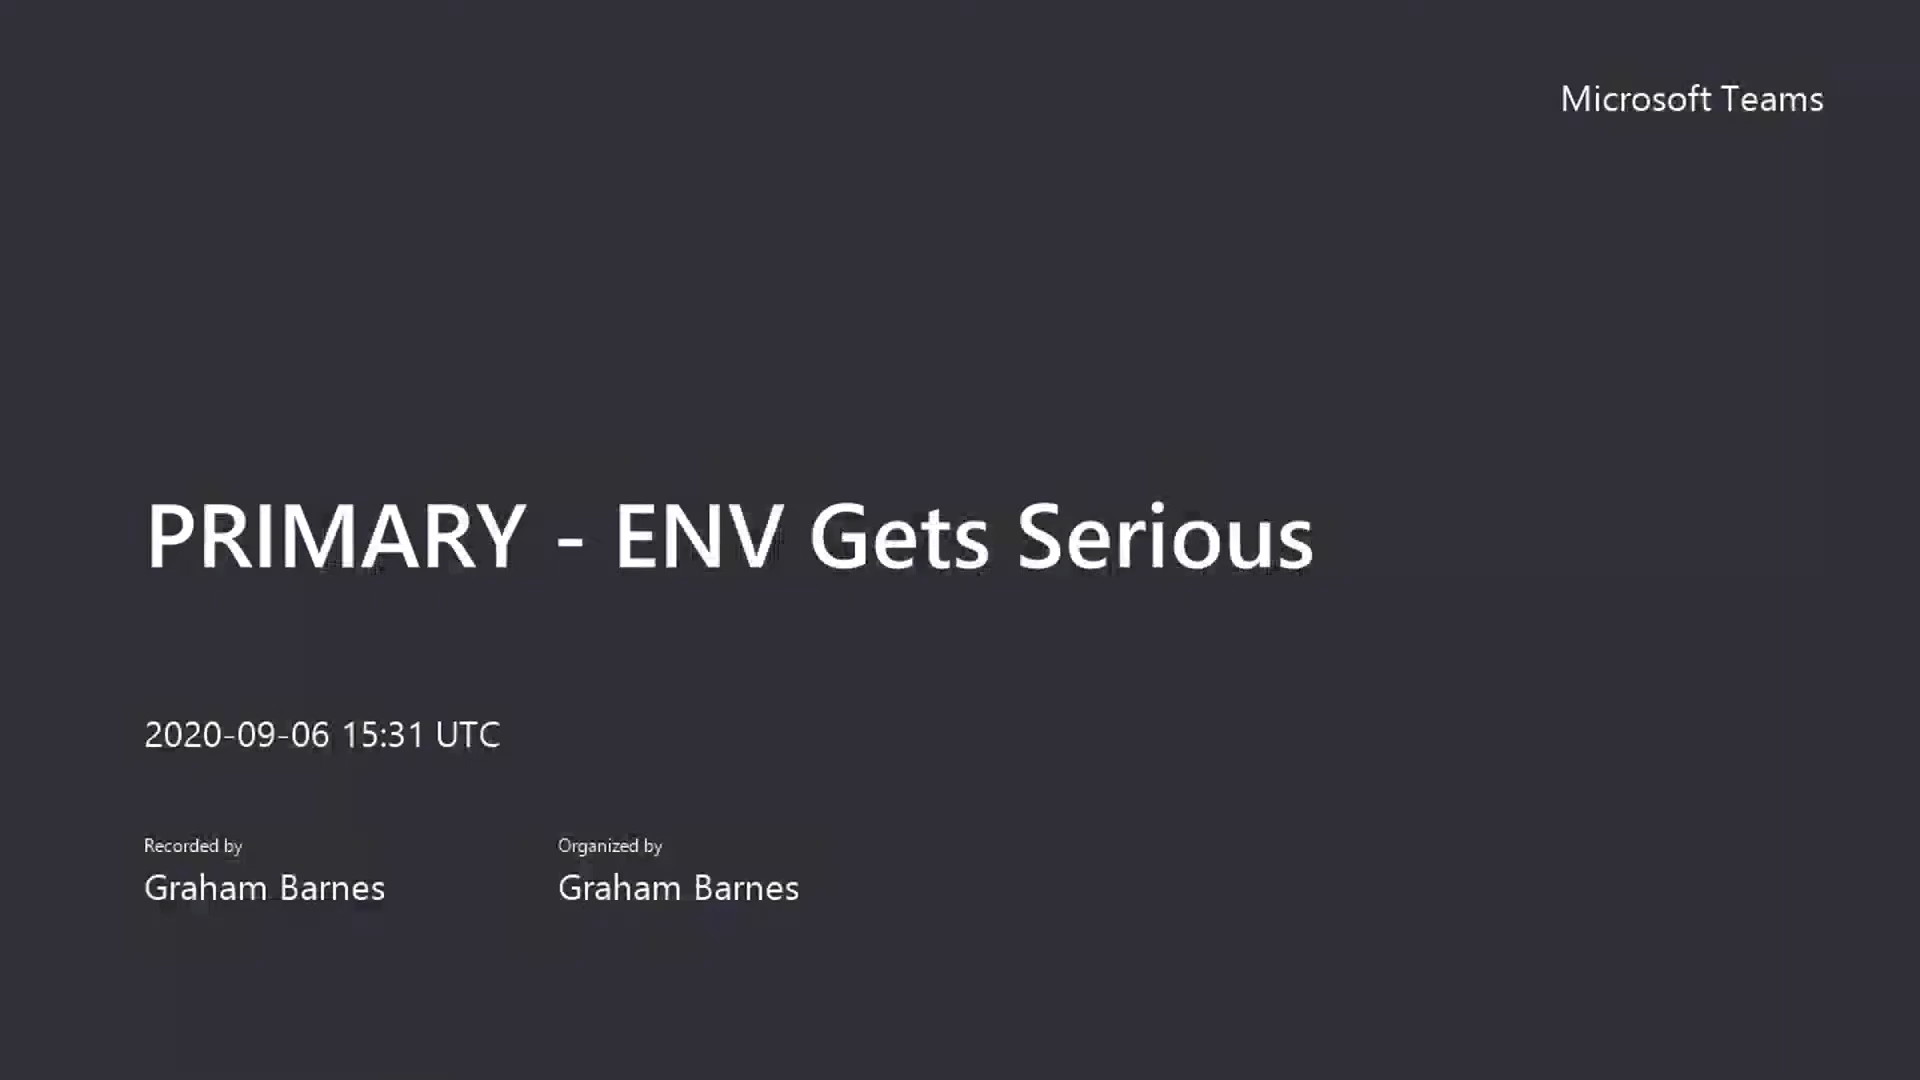 Microsoft Teams
PRIMARY - ENV Gets Serious
2020-09-06 15:31 UTC
Recorded by
Graham Barnes
Organized by
Graham Barnes